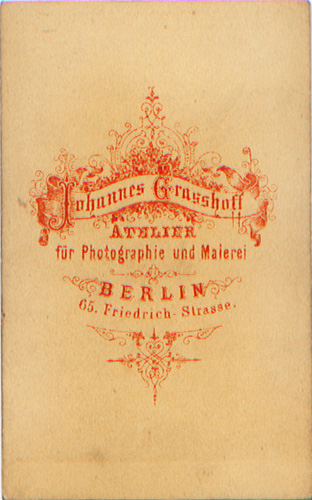 Johannes Grasshoff
ATELIER
für Photographie und Malerei
BERLIN
65. Friedrich-Strasse.